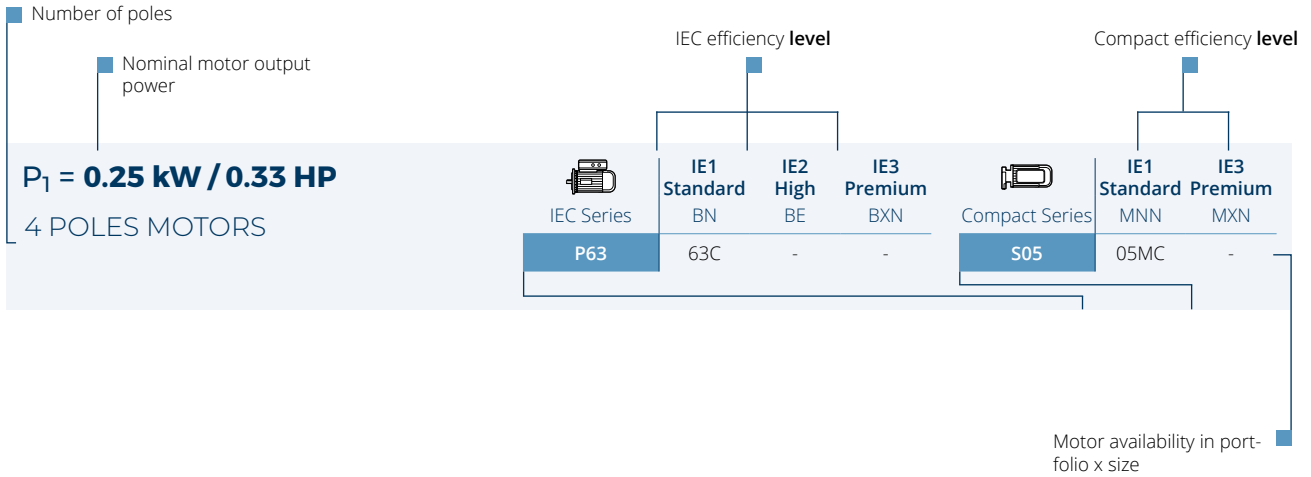 Number of poles
Nominal motor output
power
IEC efficiency level
Compact efficiency level
P1 = 0.25 kW / 0.33 HP
4 POLES MOTORS
IEC Series
IE1
Standard
BN
IE2
High
BE
IE3
Premium
BXN
Compact Series
IE1
Standard
MNN
IE3
Premium
MXN
P63 63C - -
S05 05MC -
Motor availability in port-
folio x size